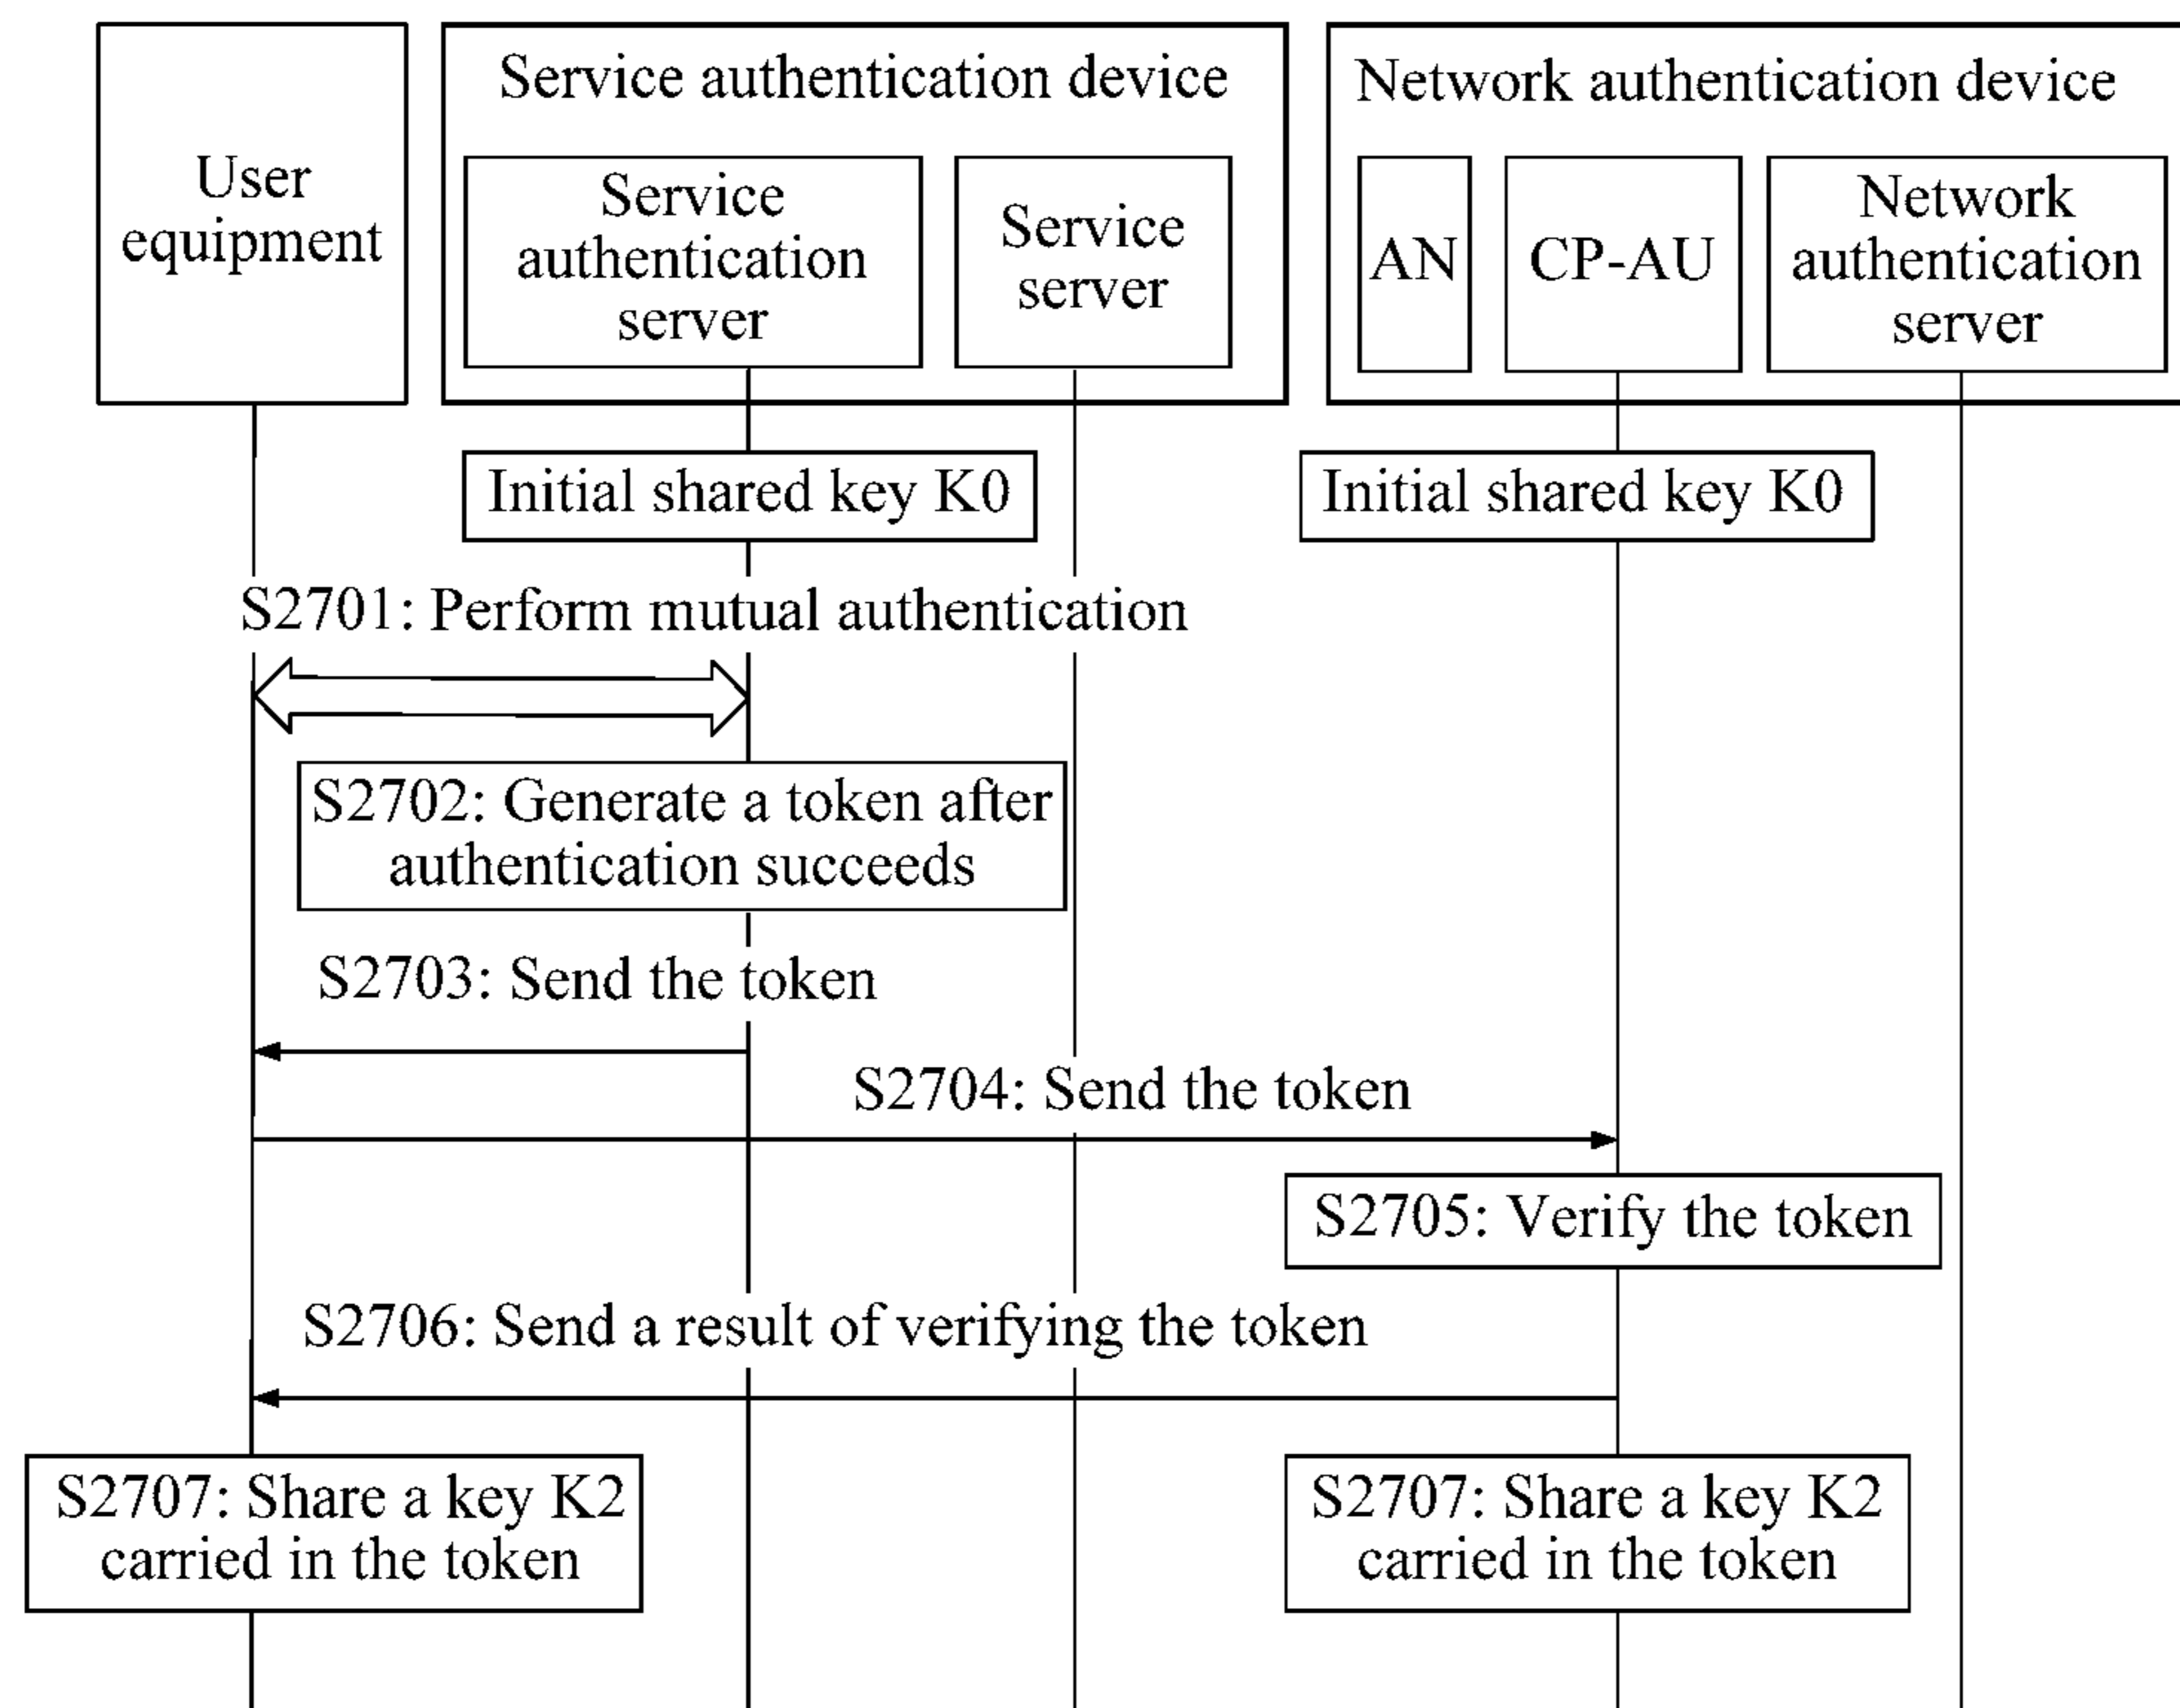 User
equipment
Service authentication device
Service
authentication
server
Service
server
Network authentication device
AN
CP-AU
Network
authentication
server
Initial shared key K0
Initial shared key K0
S2701: Perform mutual authentication
S2702: Generate a token after
authentication succeeds
S2703: Send the token
S2704: Send the token
S2705: Verify the token
S2706: Send a result of verifying the token
S2707: Share a key K2
carried in the token
S2707: Share a key K2
carried in the token